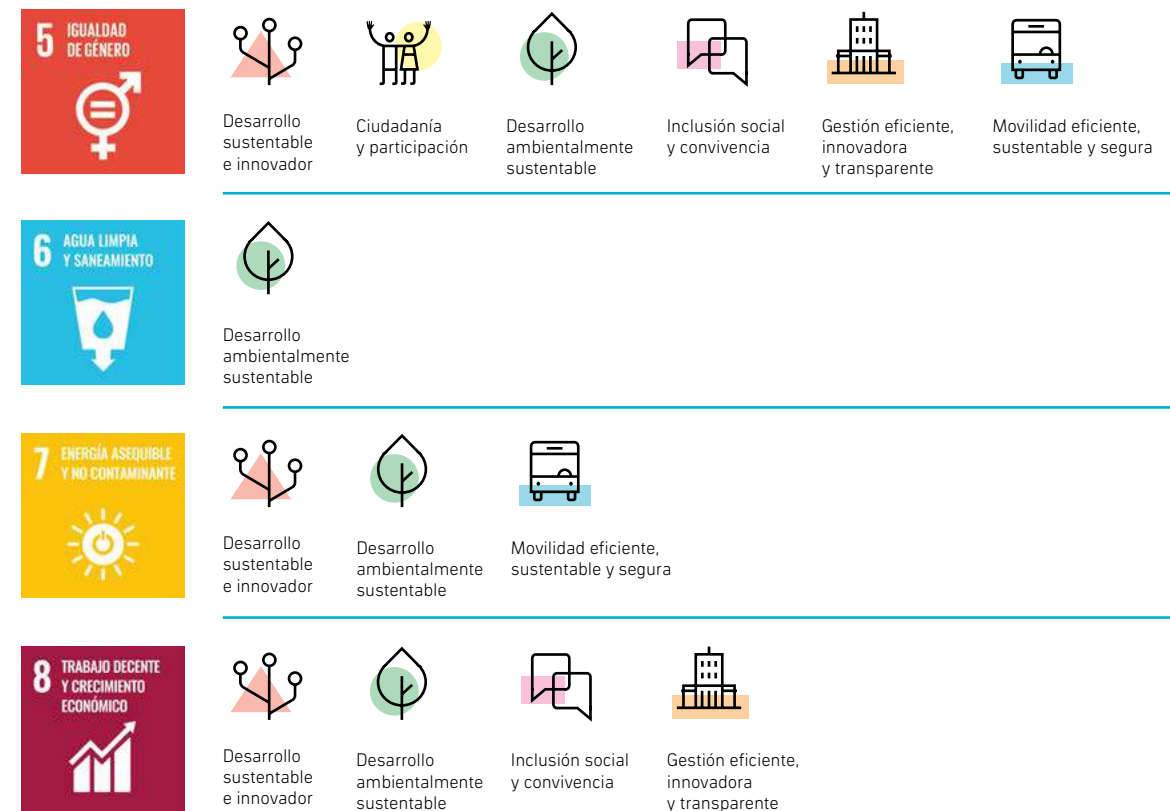 5 IGUALDAD
DE GÉNERO
Desarrollo
sustentable
e innovador
Ciudadanía
y participación
Desarrollo
ambientalmente
sustentable
Inclusión social
y convivencia
Gestión eficiente,
innovadora
y transparente
Movilidad eficiente,
sustentable y segura
6 AGUA LIMPIA
Y SANEAMIENTO
Desarrollo
ambientalmente
sustentable
7 ENERGÍA ASEQUIBLE
Y NO CONTAMINANTE
Desarrollo
sustentable
e innovador
Desarrollo
ambientalmente
sustentable
Movilidad eficiente,
sustentable y segura
8 TRABAJO DECENTE
Y CRECIMIENTO
ECONÓMICO
Desarrollo
sustentable
e innovador
Desarrollo
ambientalmente
sustentable
Inclusión social
y convivencia
Gestión eficiente,
innovadora
y transparente